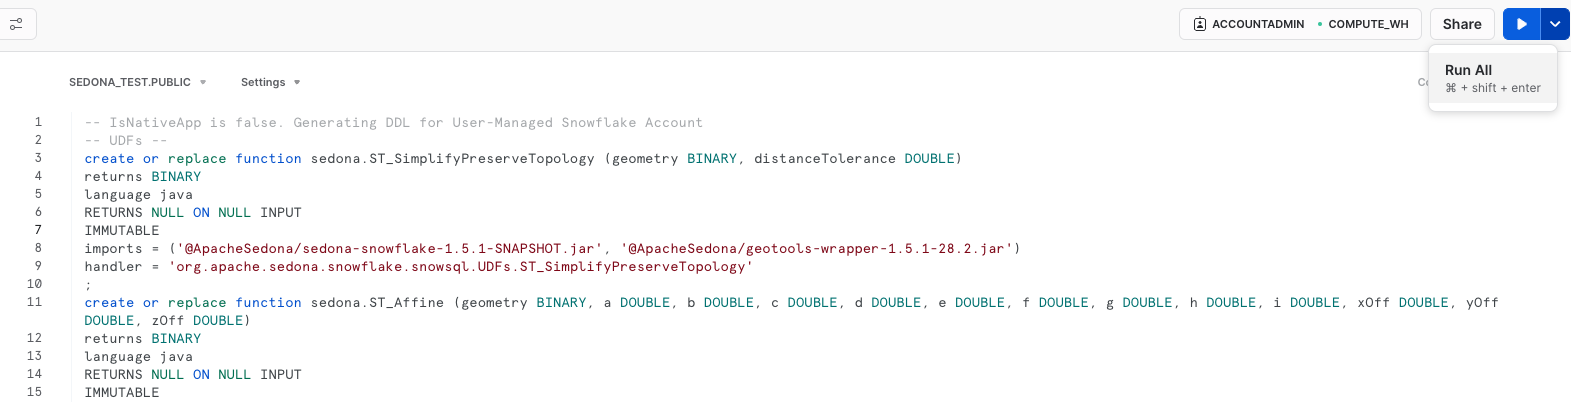 ACCOUNTADMIN • COMPUTE_WH Share
SEDONA_TEST.PUBLIC Settings
Run All
⌘ + shift + enter
1 -- IsNativeApp is false. Generating DDL for User-Managed Snowflake Account
2 -- UDFs --
3 create or replace function sedona.ST_SimplifyPreserveTopology (geometry BINARY, distanceTolerance DOUBLE)
4 returns BINARY
5 language java
6 RETURNS NULL ON NULL INPUT
7 IMMUTABLE
8 imports = ('@ApacheSedona/sedona-snowflake-1.5.1-SNAPSHOT.jar', '@ApacheSedona/geotools-wrapper-1.5.1-28.2.jar')
9 handler = 'org.apache.sedona.snowflake.snowsql.UDFs.ST_SimplifyPreserveTopology'
10 ;
11 create or replace function sedona.ST_Affine (geometry BINARY, a DOUBLE, b DOUBLE, c DOUBLE, d DOUBLE, e DOUBLE, f DOUBLE, g DOUBLE, h DOUBLE, i DOUBLE, xOff DOUBLE, yOff
DOUBLE, zOff DOUBLE)
12 returns BINARY
13 language java
14 RETURNS NULL ON NULL INPUT
15 IMMUTABLE